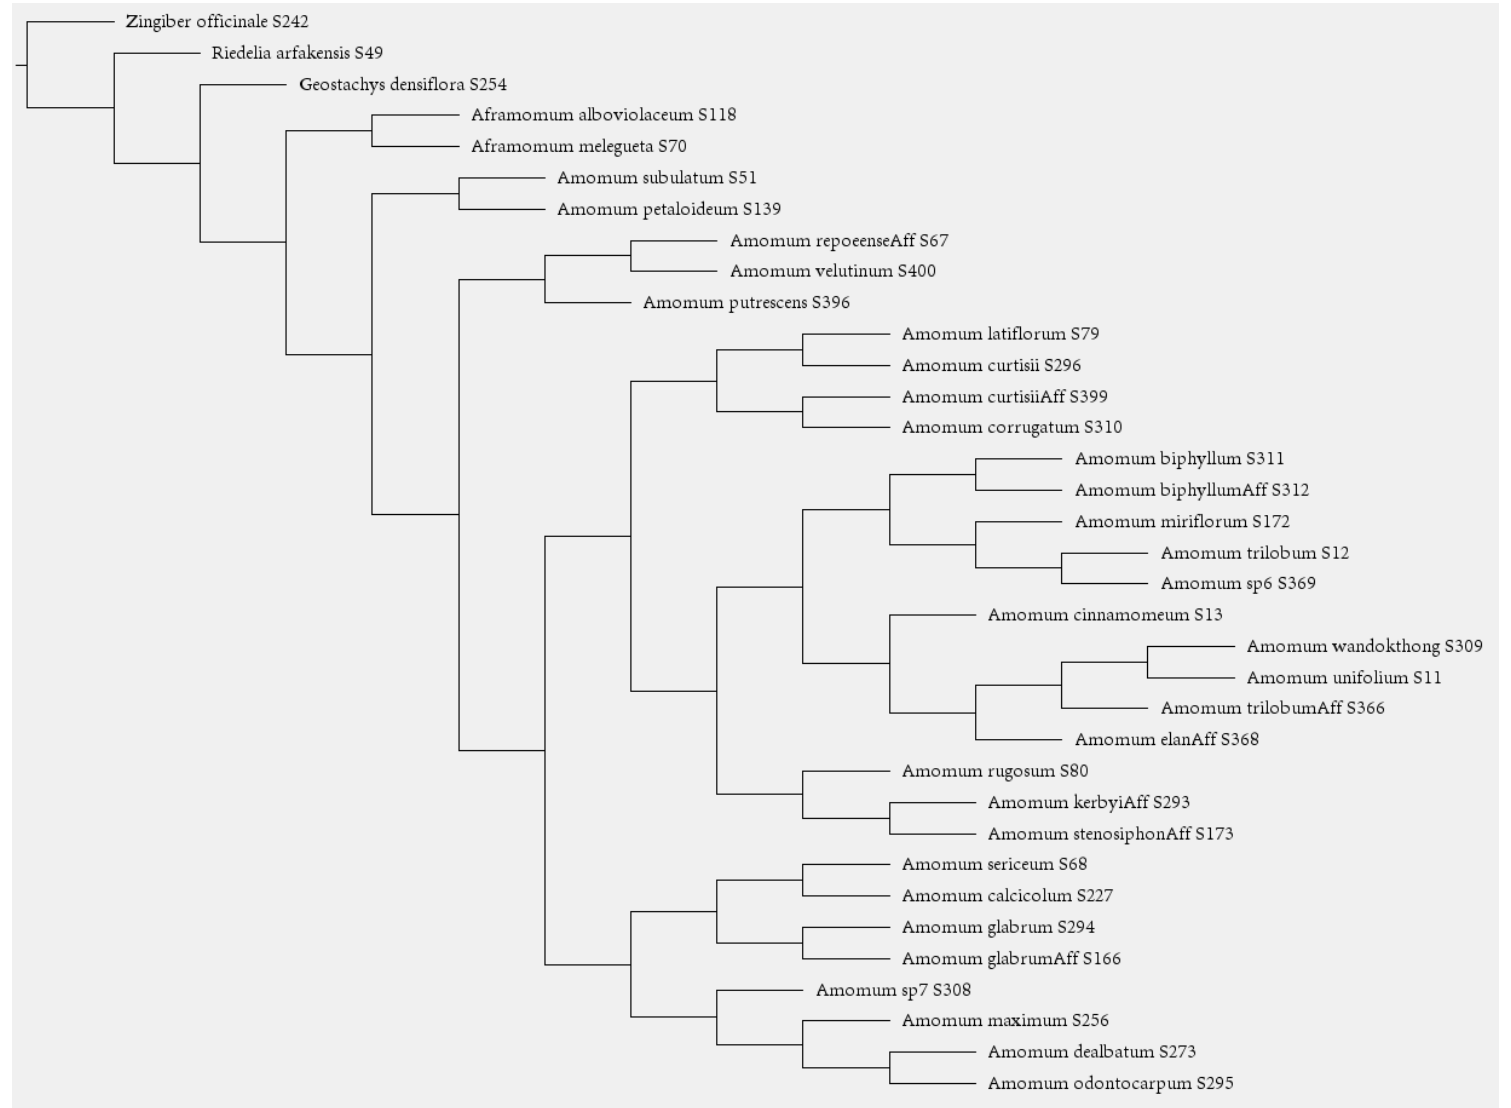 Zingiber officinale S242
Riedelia arfakensis S49
Geostachys densiflora S254
Aframomum alboviolaceum S118
Aframomum melegueta S70
Amomum subulatum S51
Amomum petaloideum S139
Amomum repoeenseAff S67
Amomum velutinum S400
Amomum putrescens S396
Amomum latiflorum S79
Amomum curtisii S296
Amomum curtisiiAff S399
Amomum corrugatum S310
Amomum biphyllum S311
Amomum biphyllumAff S312
Amomum miriflorum S172
Amomum trilobum S12
Amomum sp6 S369
Amomum cinnamomeum S13
Amomum wandokthong S309
Amomum unifolium S11
Amomum trilobumAff S366
Amomum elanAff S368
Amomum rugosum S80
Amomum kerbyiAff S293
Amomum stenosiphonAff S173
Amomum sericeum S68
Amomum calcicolum S227
Amomum glabrum S294
Amomum glabrumAff S166
Amomum sp7 S308
Amomum maximum S256
Amomum dealbatum S273
Amomum odontocarpum S295